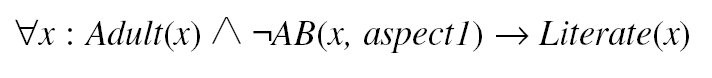 ∀x : Adult(x) ∧ ¬AB(x, aspect1) → Literate(x)